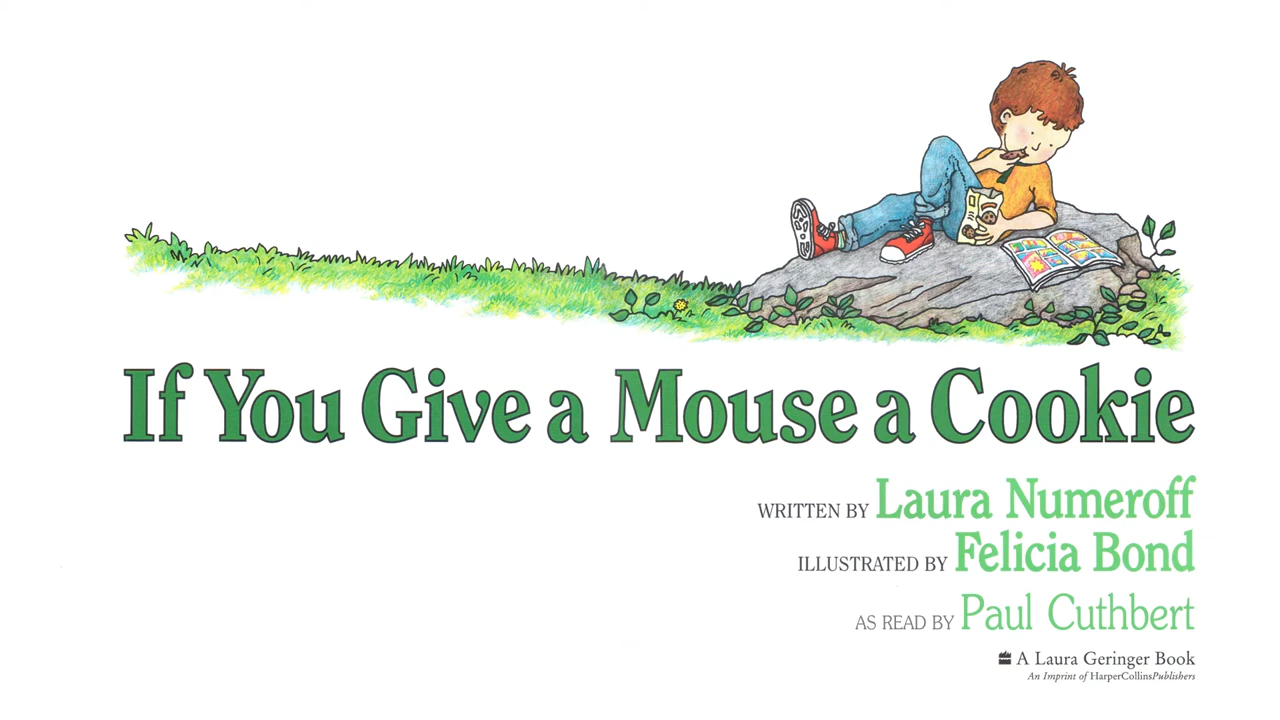 If You Give a Mouse a Cookie
WRITTEN BY Laura Numeroff
ILLUSTRATED BY Felicia Bond
AS READ BY Paul Cuthbert
A Laura Geringer Book
An Imprint of HarperCollinsPublishers